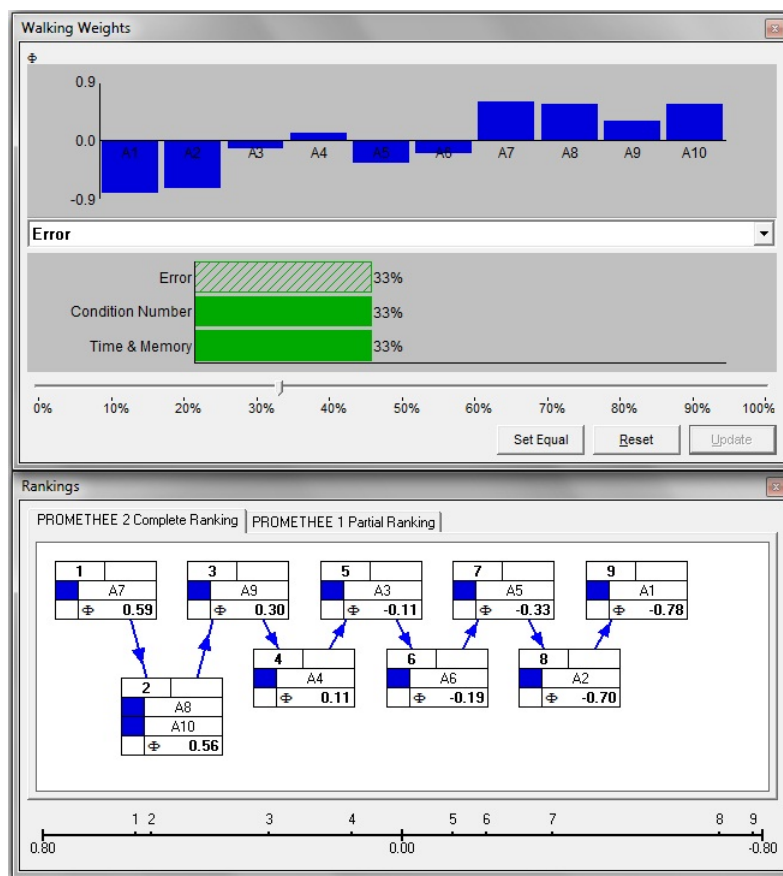 Walking Weights
Φ
0.9
0.0
-0.9
A1 A2 A3 A4 A5 A6 A7 A8 A9 A10
Error
Error 33%
Condition Number 33%
Time & Memory 33%
0% 10% 20% 30% 40% 50% 60% 70% 80% 90% 100%
Set Equal Reset Update
Rankings
PROMETHEE 2 Complete Ranking PROMETHEE 1 Partial Ranking
1 3 5 7 9
A7 A9 A3 A5 A1
Φ 0.59 Φ 0.30 Φ -0.11 Φ -0.33 Φ -0.78
4 6 8
A4 A6 A2
Φ 0.11 Φ -0.19 Φ -0.70
2
A8
A10
Φ 0.56
1 2 3 4 5 6 7 8 9
0.80 0.00 -0.80